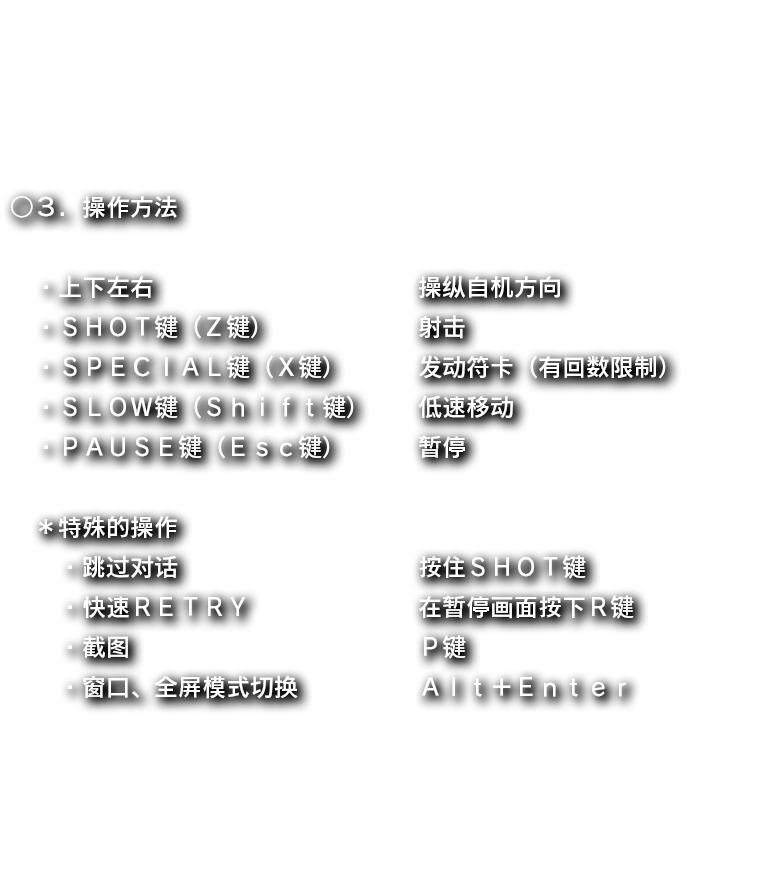 ○３．操作方法
・上下左右　操纵自机方向
・ＳＨＯＴ键（Ｚ键）　射击
・ＳＰＥＣＩＡＬ键（Ｘ键）　发动符卡（有回数限制）
・ＳＬＯＷ键（Ｓｈｉｆｔ键）　低速移动
・ＰＡＵＳＥ键（Ｅｓｃ键）　暂停
＊特殊的操作
・跳过对话　按住ＳＨＯＴ键
・快速ＲＥＴＲＹ　在暂停画面按下Ｒ键
・截图　Ｐ键
・窗口、全屏模式切换　Ａｌｔ＋Ｅｎｔｅｒ